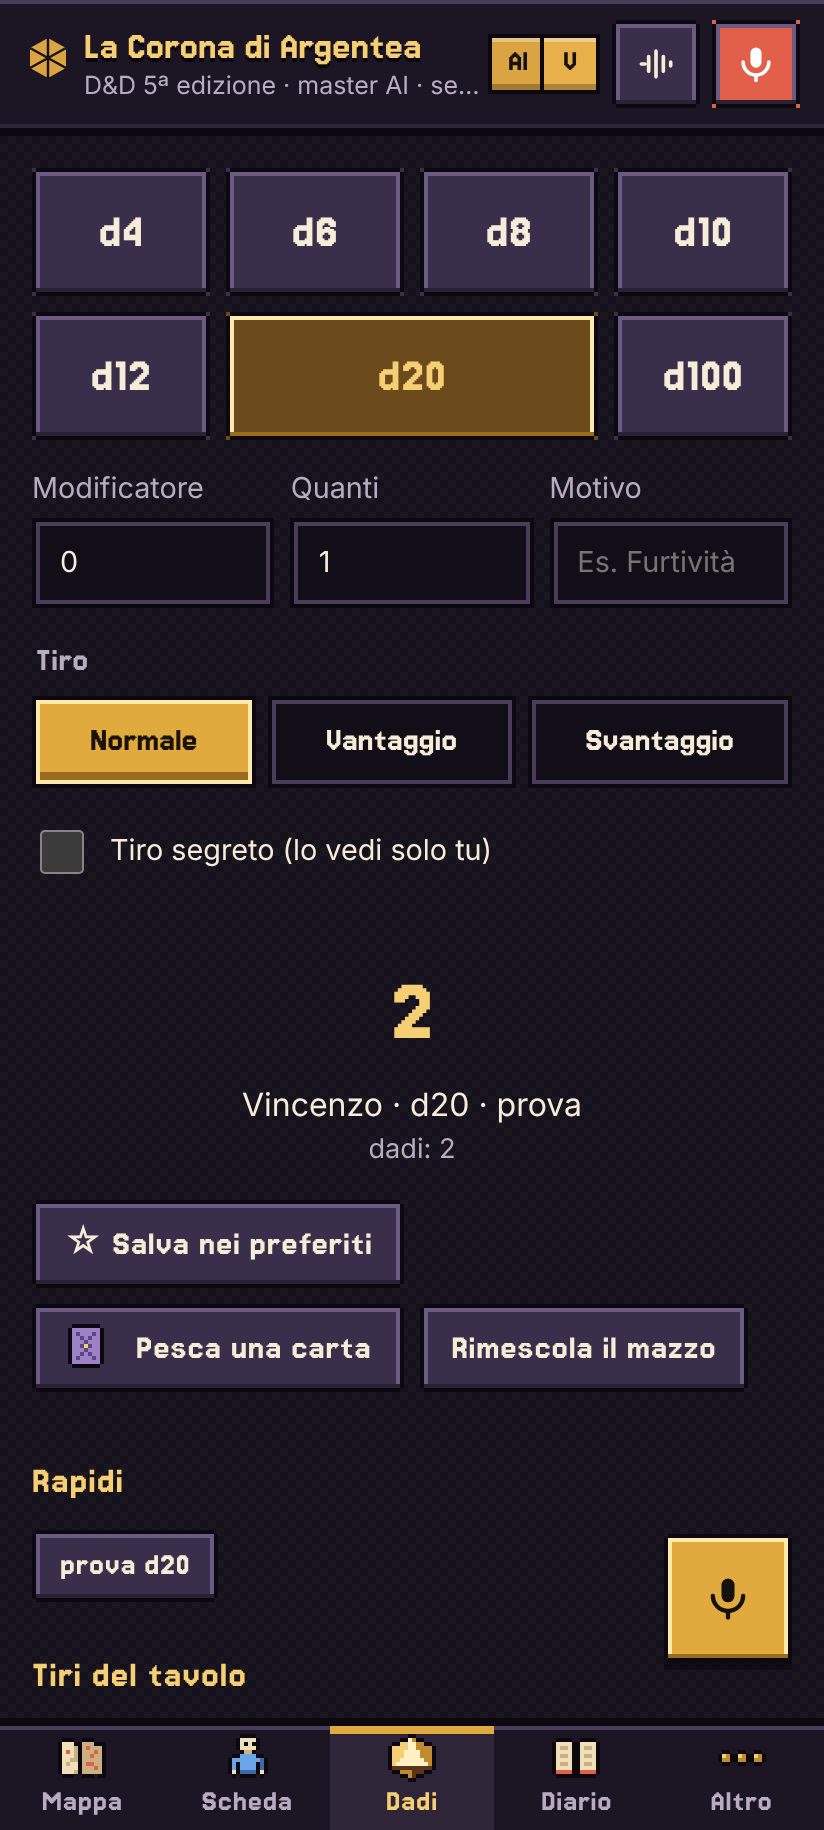 La Corona di Argentea
D&D 5ª edizione · master AI · se...
AI V
d4 d6 d8 d10
d12 d20 d100
Modificatore Quanti Motivo
0 1 Es. Furtività
Tiro
Normale Vantaggio Svantaggio
Tiro segreto (lo vedi solo tu)
2
Vincenzo · d20 · prova
dadi: 2
☆ Salva nei preferiti
Pesca una carta Rimescola il mazzo
Rapidi
prova d20
Tiri del tavolo
Mappa Scheda Dadi Diario Altro